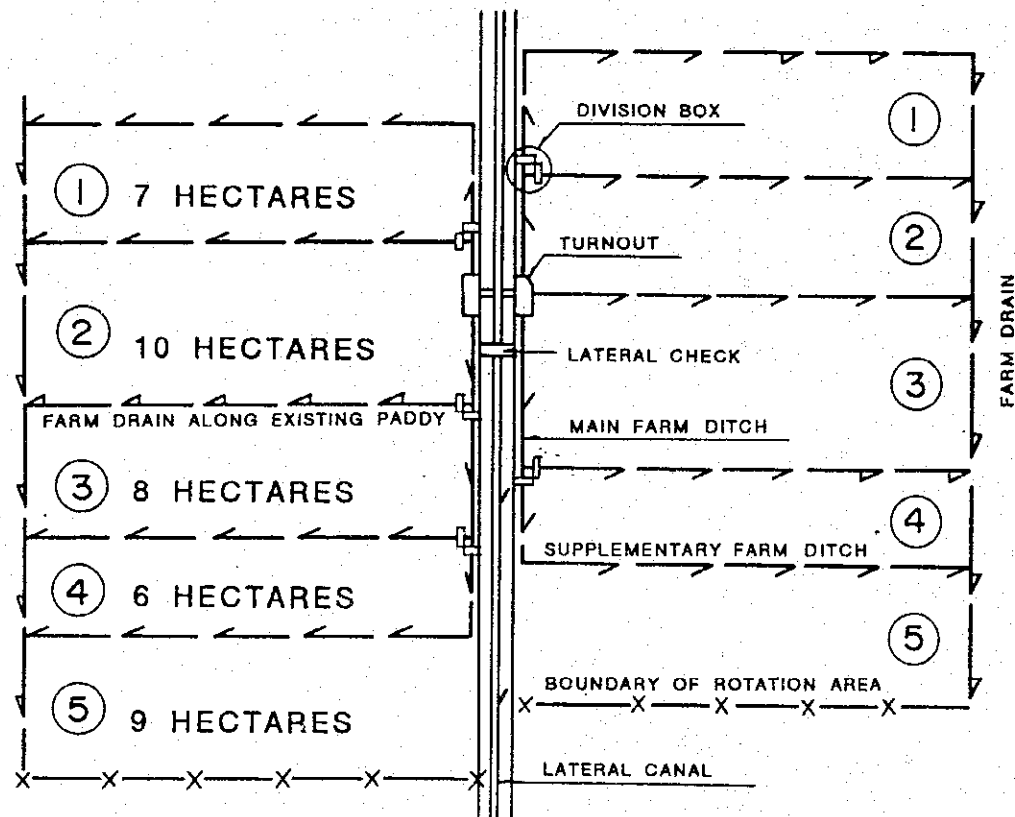 DIVISION BOX
①
① 7 HECTARES
②
TURNOUT
② 10 HECTARES
LATERAL CHECK
FARM DRAIN
③
FARM DRAIN ALONG EXISTING PADDY
MAIN FARM DITCH
③ 8 HECTARES
④
SUPPLEMENTARY FARM DITCH
④ 6 HECTARES
⑤
BOUNDARY OF ROTATION AREA
⑤ 9 HECTARES
LATERAL CANAL